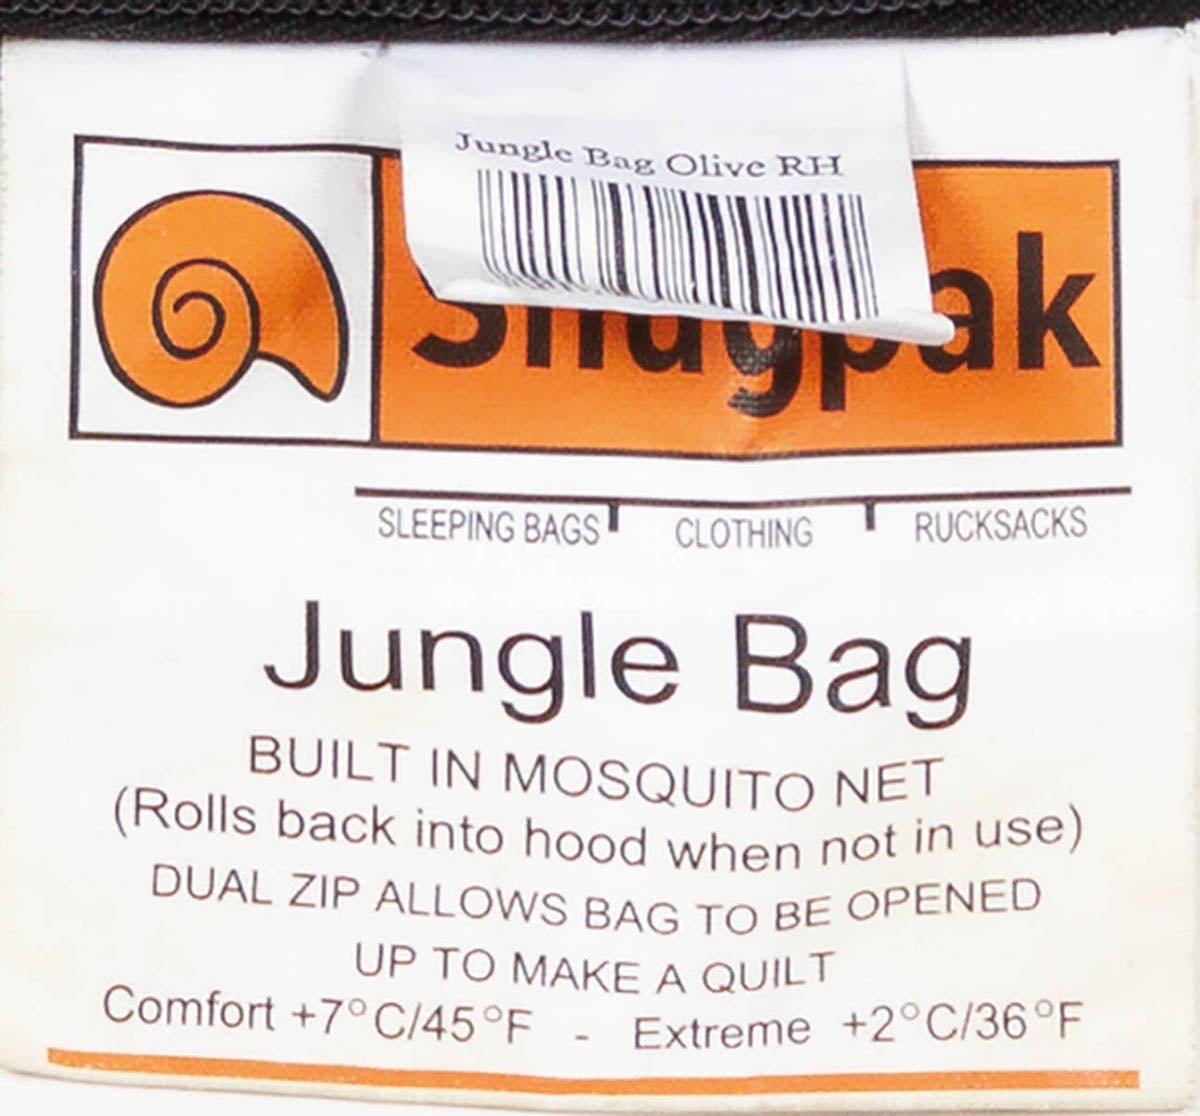 Jungle Bag Olive RH
Snugpak
SLEEPING BAGS
CLOTHING
RUCKSACKS
Jungle Bag
BUILT IN MOSQUITO NET
(Rolls back into hood when not in use)
DUAL ZIP ALLOWS BAG TO BE OPENED
UP TO MAKE A QUILT
Comfort +7°C/45°F - Extreme +2°C/36°F